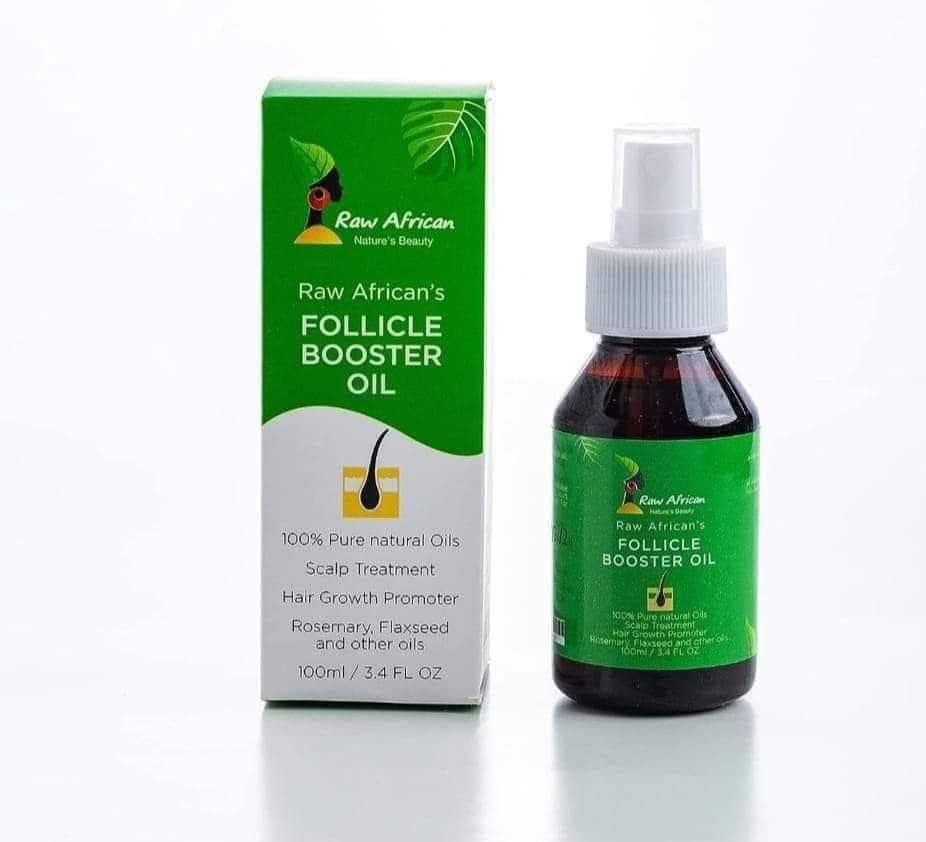 Raw African
Nature's Beauty
Raw African's
FOLLICLE
BOOSTER
OIL
100% Pure natural Oils
Scalp Treatment
Hair Growth Promoter
Rosemary, Flaxseed
and other oils
100ml / 3.4 FL OZ
Raw African
Nature's Beauty
Raw African's
FOLLICLE
BOOSTER OIL
100% Pure natural Oils
Scalp Treatment
Hair Growth Promoter
Rosemary, Flaxseed and other oils
100ml / 3.4 FL OZ